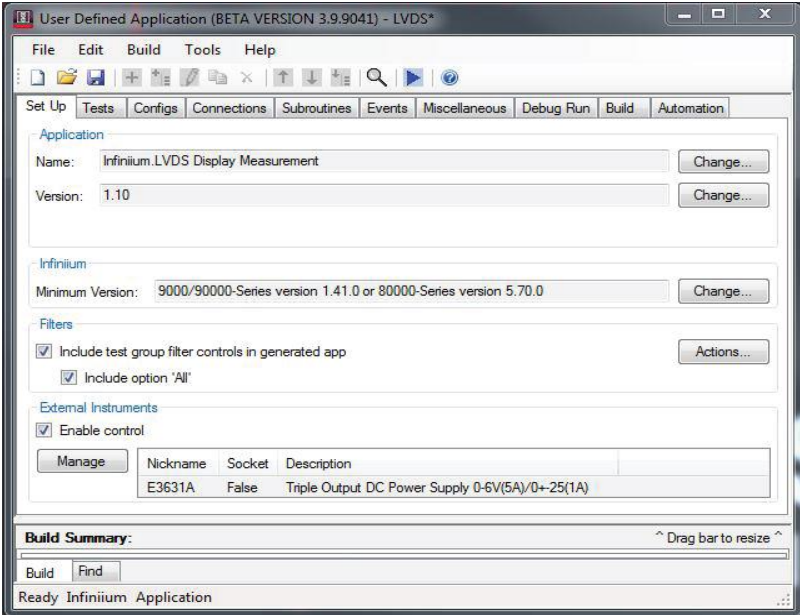 User Defined Application (BETA VERSION 3.9.9041) - LVDS*
File Edit Build Tools Help
Set Up Tests Configs Connections Subroutines Events Miscellaneous Debug Run Build Automation
Application
Name: Infiniium.LVDS Display Measurement Change...
Version: 1.10 Change...
Infiniium
Minimum Version: 9000/90000-Series version 1.41.0 or 80000-Series version 5.70.0 Change...
Filters
Include test group filter controls in generated app Actions...
Include option 'All'
External Instruments
Enable control
Manage Nickname Socket Description
E3631A False Triple Output DC Power Supply 0-6V(5A)/0+-25(1A)
Build Summary: ^ Drag bar to resize ^
Build Find
Ready Infiniium Application